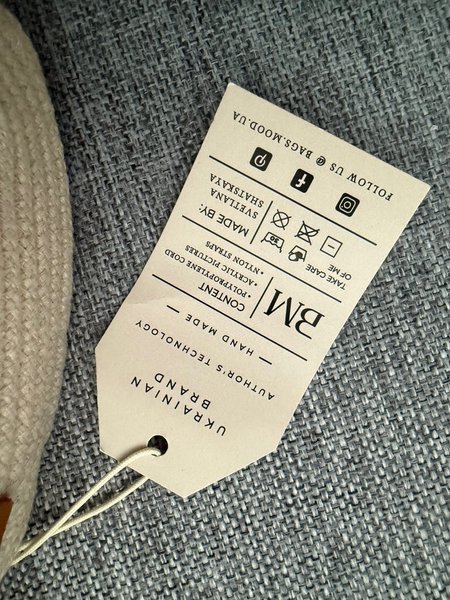 UKRAINIAN
BRAND
AUTHOR'S TECHNOLOGY
— HAND MADE —
BM
CONTENT
• POLYPROPYLENE CORD
• ACRYLIC PICTURES
• NYLON STRAPS
TAKE CARE
OF ME
30
MADE BY:
SVETLANA
SHATSKAYA
FOLLOW US @ BAGS.MOOD.UA